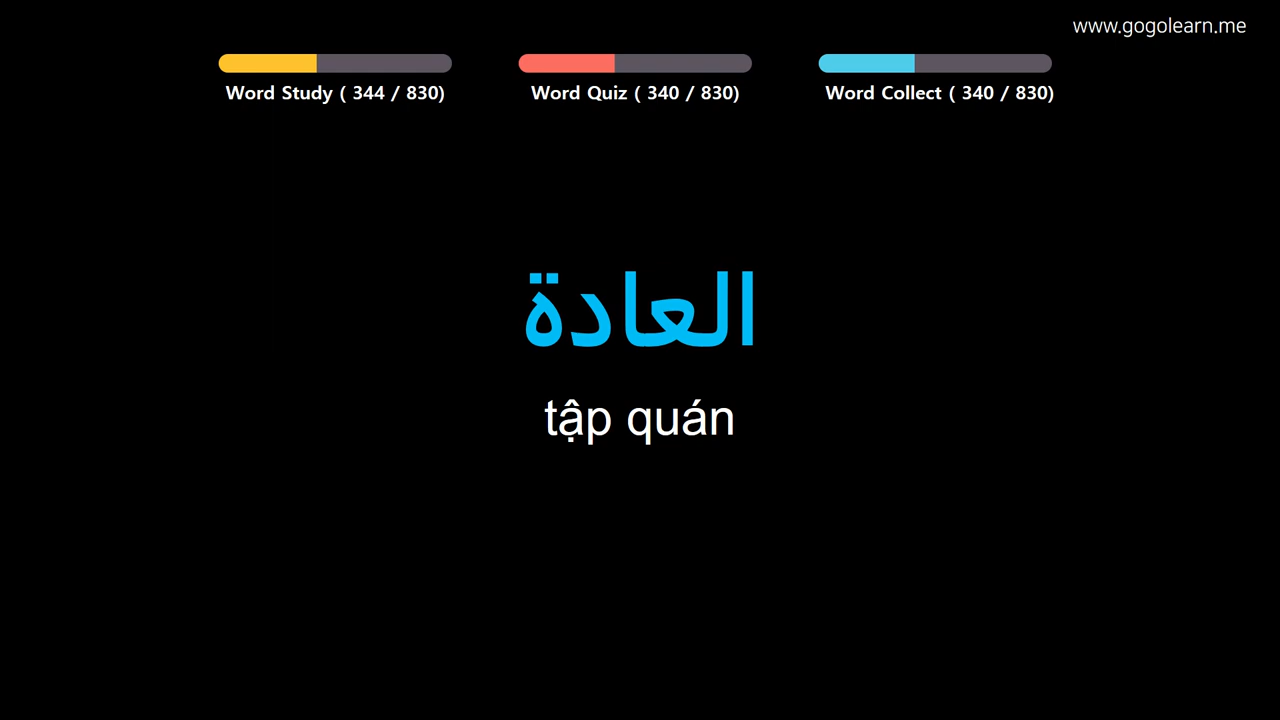 www.gogolearn.me
Word Study ( 344 / 830)
Word Quiz ( 340 / 830)
Word Collect ( 340 / 830)
العادة
tập quán